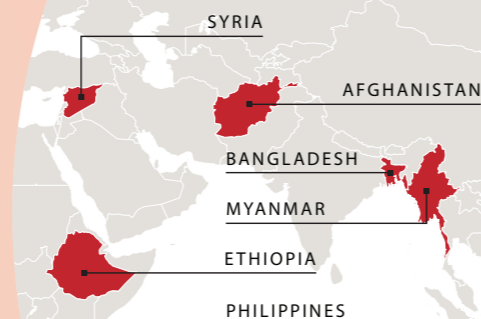 SYRIA
AFGHANISTAN
BANGLADESH
MYANMAR
ETHIOPIA
PHILIPPINES